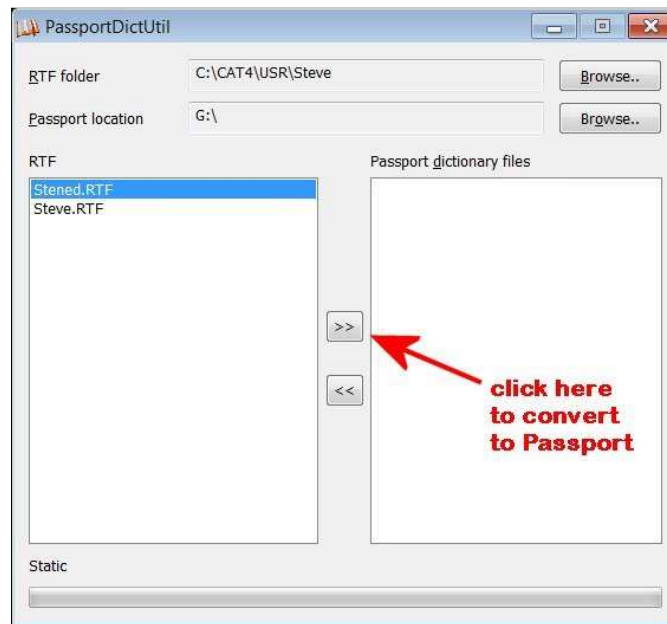 PassportDictUtil
RTF folder
C:\CAT4\USR\Steve
Browse..
Passport location
G:\
Browse..
RTF
Passport dictionary files
Stened.RTF
Steve.RTF
>>
<<
click here
to convert
to Passport
Static